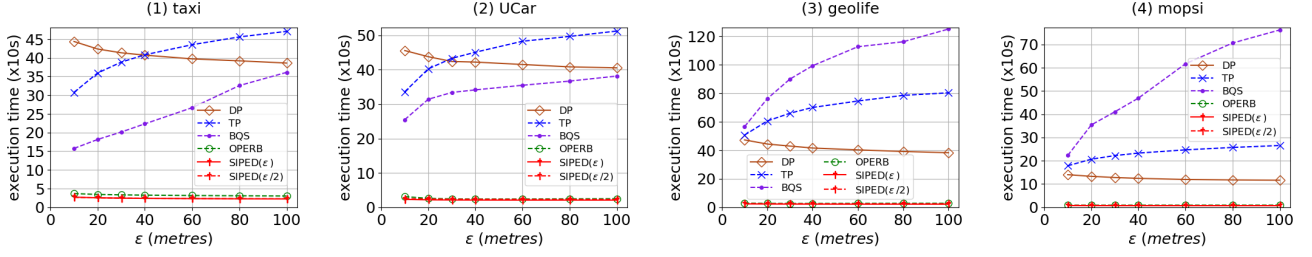 (1) taxi
execution time (x10s)
45
40
35
30
25
20
15
10
5
0
0 20 40 60 80 100
ε (metres)
DP
TP
BQS
OPERB
SIPED(ε)
SIPED(ε/2)
(2) UCar
execution time (x10s)
50
40
30
20
10
0
0 20 40 60 80 100
ε (metres)
DP
TP
BQS
OPERB
SIPED(ε)
SIPED(ε/2)
(3) geolife
execution time (x10s)
120
100
80
60
40
20
0
0 20 40 60 80 100
ε (metres)
DP OPERB
TP SIPED(ε)
BQS SIPED(ε/2)
(4) mopsi
execution time (x10s)
70
60
50
40
30
20
10
0
0 20 40 60 80 100
ε (metres)
DP
TP
BQS
OPERB
SIPED(ε)
SIPED(ε/2)